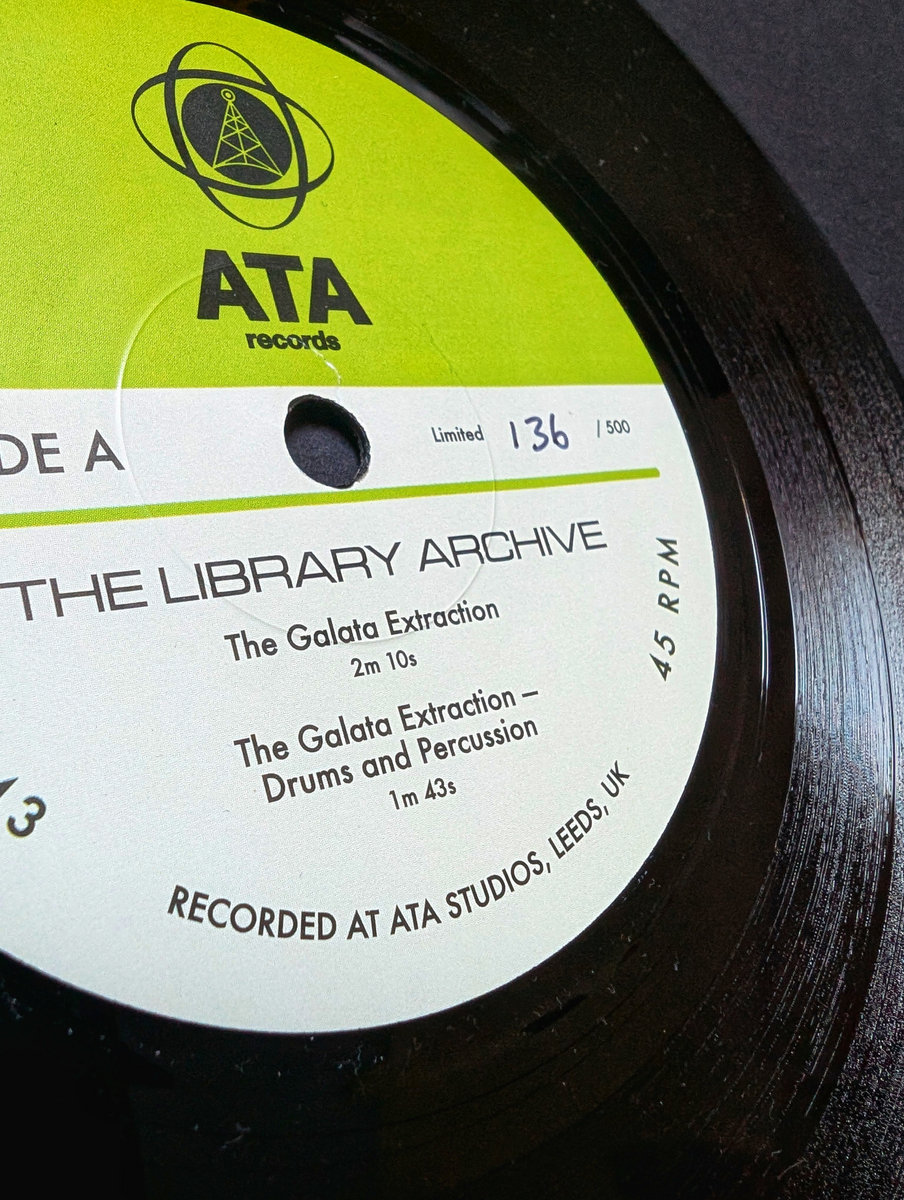 ATA
records
DE A
Limited 136 / 500
THE LIBRARY ARCHIVE
The Galata Extraction
2m 10s
The Galata Extraction –
Drums and Percussion
1m 43s
45 RPM
3
RECORDED AT ATA STUDIOS, LEEDS, UK